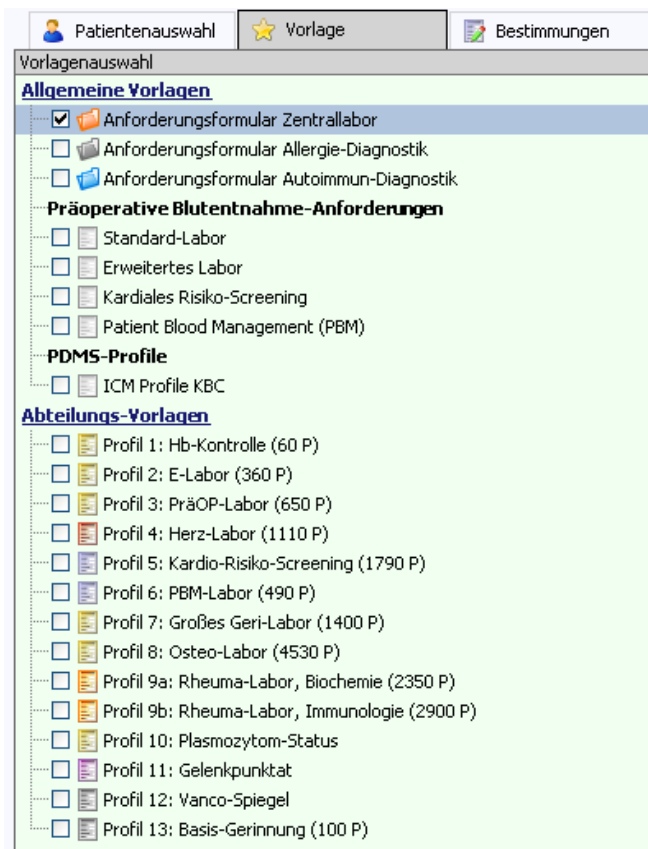 Patientenauswahl Vorlage Bestimmungen
Vorlagenauswahl
Allgemeine Vorlagen
Anforderungsformular Zentrallabor
Anforderungsformular Allergie-Diagnostik
Anforderungsformular Autoimmun-Diagnostik
Präoperative Blutentnahme-Anforderungen
Standard-Labor
Erweitertes Labor
Kardiales Risiko-Screening
Patient Blood Management (PBM)
PDMS-Profile
ICM Profile KBC
Abteilungs-Vorlagen
Profil 1: Hb-Kontrolle (60 P)
Profil 2: E-Labor (360 P)
Profil 3: PräOP-Labor (650 P)
Profil 4: Herz-Labor (1110 P)
Profil 5: Kardio-Risiko-Screening (1790 P)
Profil 6: PBM-Labor (490 P)
Profil 7: Großes Geri-Labor (1400 P)
Profil 8: Osteo-Labor (4530 P)
Profil 9a: Rheuma-Labor, Biochemie (2350 P)
Profil 9b: Rheuma-Labor, Immunologie (2900 P)
Profil 10: Plasmozytom-Status
Profil 11: Gelenkpunktat
Profil 12: Vanco-Spiegel
Profil 13: Basis-Gerinnung (100 P)